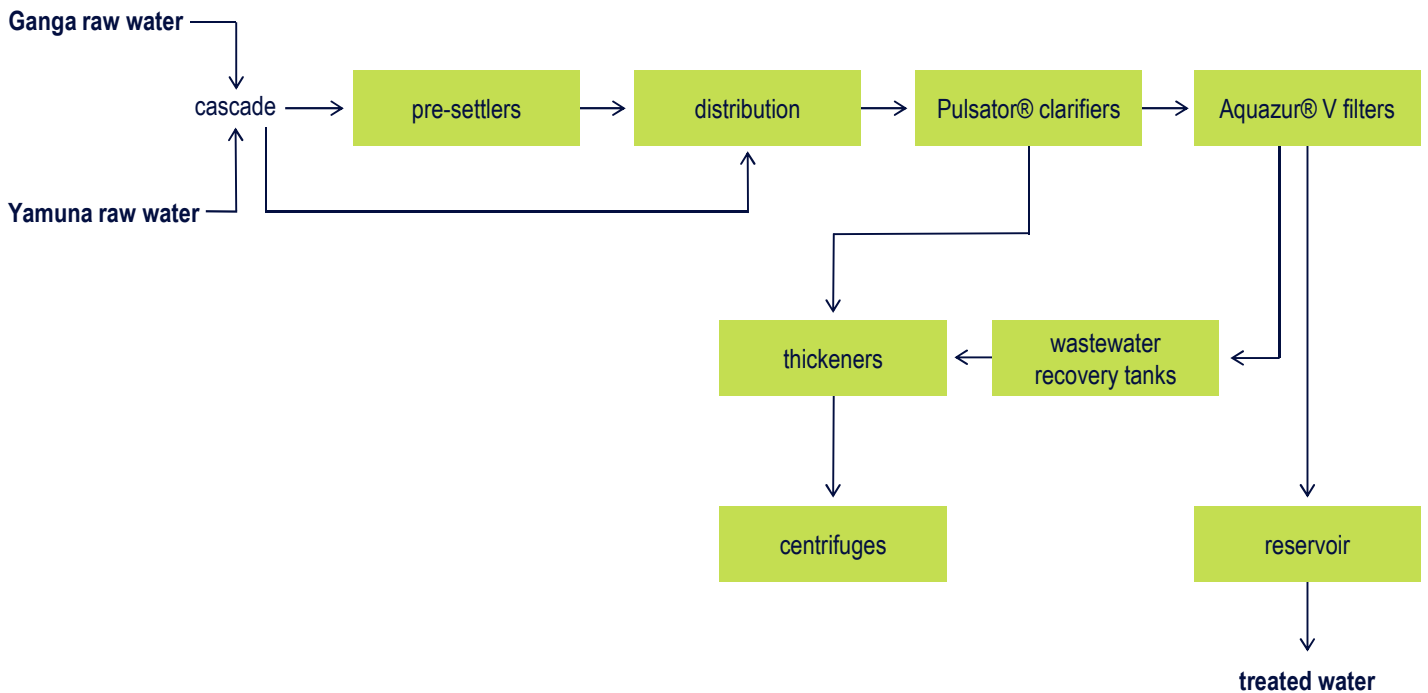 Ganga raw water
cascade
pre-settlers
distribution
Pulsator® clarifiers
Aquazur® V filters
Yamuna raw water
thickeners
wastewater
recovery tanks
centrifuges
reservoir
treated water